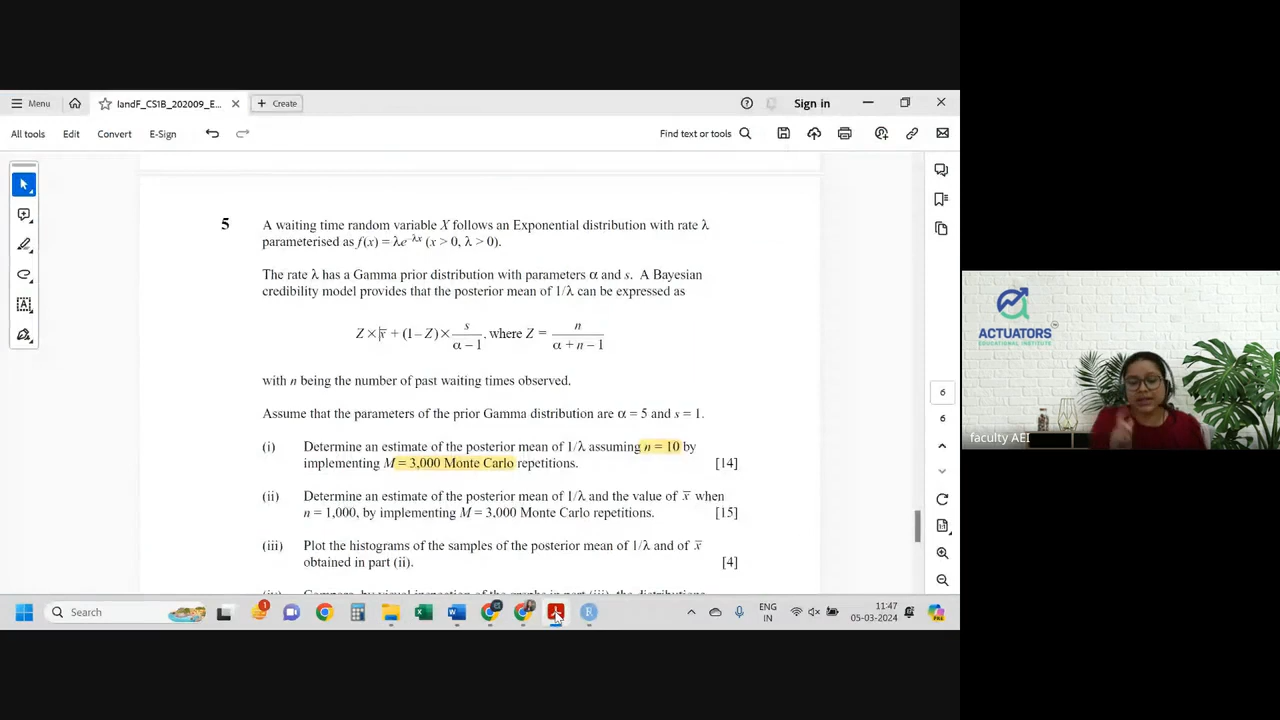 Menu
IandF_CS1B_202009_E...
Create
Sign in
All tools
Edit
Convert
E-Sign
Find text or tools
5 A waiting time random variable X follows an Exponential distribution with rate λ
parameterised as f(x) = λe^−λx (x > 0, λ > 0).
The rate λ has a Gamma prior distribution with parameters α and s. A Bayesian
credibility model provides that the posterior mean of 1/λ can be expressed as
Z × x̄ + (1 – Z) × s / (α – 1), where Z = n / (α + n – 1)
with n being the number of past waiting times observed.
Assume that the parameters of the prior Gamma distribution are α = 5 and s = 1.
(i) Determine an estimate of the posterior mean of 1/λ assuming n = 10 by
implementing M = 3,000 Monte Carlo repetitions. [14]
(ii) Determine an estimate of the posterior mean of 1/λ and the value of x̄ when
n = 1,000, by implementing M = 3,000 Monte Carlo repetitions. [15]
(iii) Plot the histograms of the samples of the posterior mean of 1/λ and of x̄
obtained in part (ii). [4]
6
6
ACTUATORS
EDUCATIONAL INSTITUTE
faculty AEI
Search
1
ENG
IN
11:47
05-03-2024